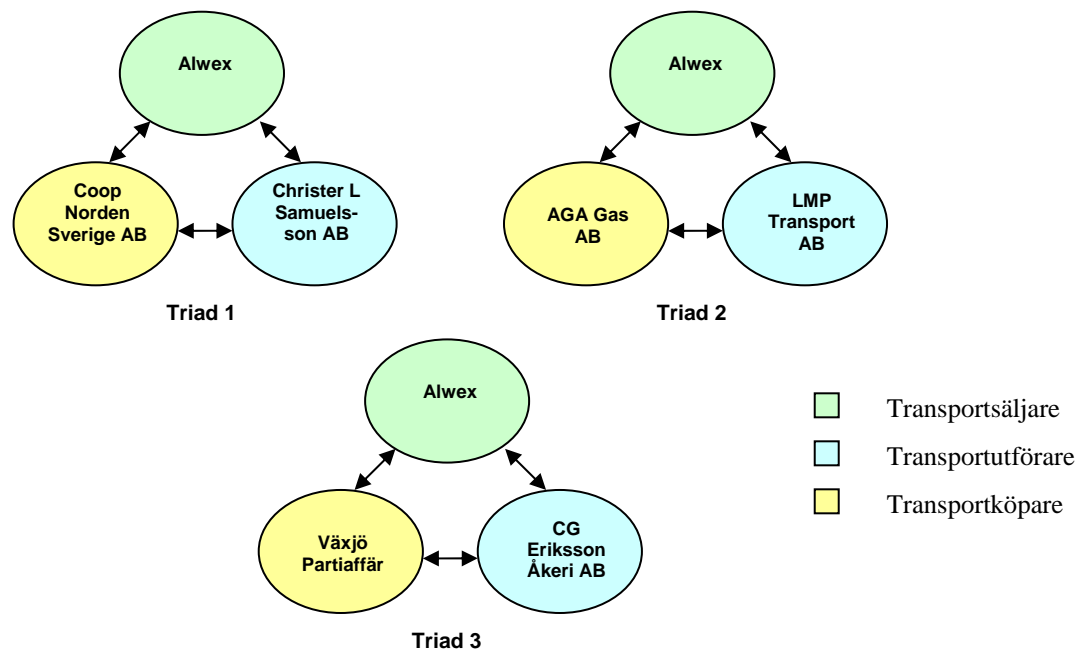 Alwex
Coop
Norden
Sverige AB
Christer L
Samuels-
son AB
Triad 1
Alwex
AGA Gas
AB
LMP
Transport
AB
Triad 2
Alwex
Växjö
Partiaffär
CG
Eriksson
Åkeri AB
Triad 3
Transportsäljare
Transportutförare
Transportköpare